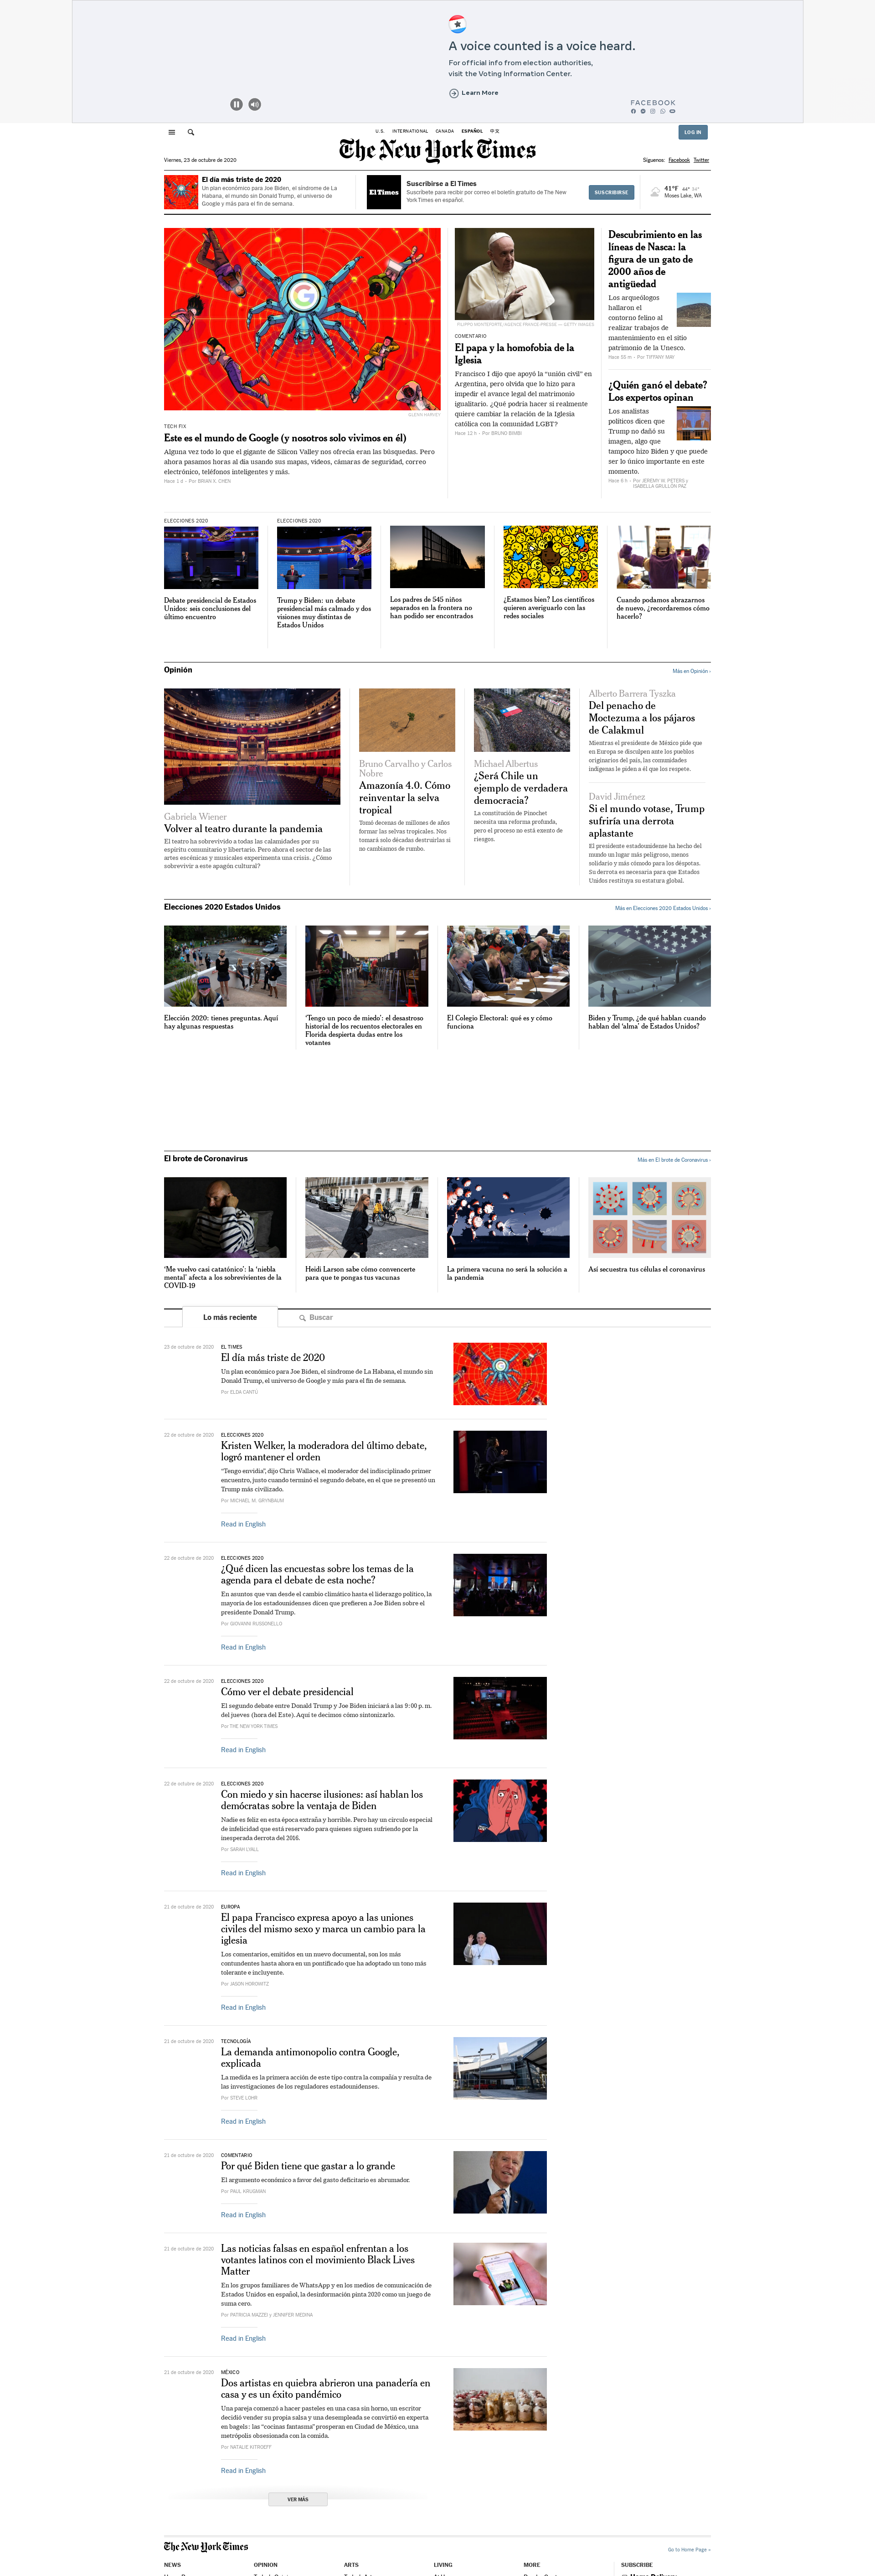 A voice counted is a voice heard.
For official info from election authorities,
visit the Voting Information Center.
Learn More
FACEBOOK
U.S. INTERNATIONAL CANADA ESPAÑOL 中文
LOG IN
The New York Times
Viernes, 23 de octubre de 2020
Síguenos: Facebook Twitter
El día más triste de 2020
Un plan económico para Joe Biden, el síndrome de La
Habana, el mundo sin Donald Trump, el universo de
Google y más para el fin de semana.
El Times
Suscribirse a El Times
Suscríbete para recibir por correo el boletín gratuito de The New
York Times en español.
SUSCRIBIRSE
41°F 44° 34°
Moses Lake, WA
GLENN HARVEY
TECH FIX
Este es el mundo de Google (y nosotros solo vivimos en él)
Alguna vez todo lo que el gigante de Silicon Valley nos ofrecía eran las búsquedas. Pero
ahora pasamos horas al día usando sus mapas, videos, cámaras de seguridad, correo
electrónico, teléfonos inteligentes y más.
Hace 1 d - Por BRIAN X. CHEN
FILIPPO MONTEFORTE/AGENCE FRANCE-PRESSE — GETTY IMAGES
COMENTARIO
El papa y la homofobia de la
Iglesia
Francisco I dijo que apoyó la “unión civil” en
Argentina, pero olvida que lo hizo para
impedir el avance legal del matrimonio
igualitario. ¿Qué podría hacer si realmente
quiere cambiar la relación de la Iglesia
católica con la comunidad LGBT?
Hace 12 h - Por BRUNO BIMBI
Descubrimiento en las
líneas de Nasca: la
figura de un gato de
2000 años de
antigüedad
Los arqueólogos
hallaron el
contorno felino al
realizar trabajos de
mantenimiento en el sitio
patrimonio de la Unesco.
Hace 55 m - Por TIFFANY MAY
¿Quién ganó el debate?
Los expertos opinan
Los analistas
políticos dicen que
Trump no dañó su
imagen, algo que
tampoco hizo Biden y que puede
ser lo único importante en este
momento.
Hace 6 h - Por JEREMY W. PETERS y
ISABELLA GRULLÓN PAZ
ELECCIONES 2020
Debate presidencial de Estados
Unidos: seis conclusiones del
último encuentro
ELECCIONES 2020
Trump y Biden: un debate
presidencial más calmado y dos
visiones muy distintas de
Estados Unidos
Los padres de 545 niños
separados en la frontera no
han podido ser encontrados
¿Estamos bien? Los científicos
quieren averiguarlo con las
redes sociales
Cuando podamos abrazarnos
de nuevo, ¿recordaremos cómo
hacerlo?
Opinión
Más en Opinión ›
Gabriela Wiener
Volver al teatro durante la pandemia
El teatro ha sobrevivido a todas las calamidades por su
espíritu comunitario y libertario. Pero ahora el sector de las
artes escénicas y musicales experimenta una crisis. ¿Cómo
sobrevivir a este apagón cultural?
Bruno Carvalho y Carlos
Nobre
Amazonía 4.0. Cómo
reinventar la selva
tropical
Tomó decenas de millones de años
formar las selvas tropicales. Nos
tomará solo décadas destruirlas si
no cambiamos de rumbo.
Michael Albertus
¿Será Chile un
ejemplo de verdadera
democracia?
La constitución de Pinochet
necesita una reforma profunda,
pero el proceso no está exento de
riesgos.
Alberto Barrera Tyszka
Del penacho de
Moctezuma a los pájaros
de Calakmul
Mientras el presidente de México pide que
en Europa se disculpen ante los pueblos
originarios del país, las comunidades
indígenas le piden a él que los respete.
David Jiménez
Si el mundo votase, Trump
sufriría una derrota
aplastante
El presidente estadounidense ha hecho del
mundo un lugar más peligroso, menos
solidario y más cómodo para los déspotas.
Su derrota es necesaria para que Estados
Unidos restituya su estatura global.
Elecciones 2020 Estados Unidos
Más en Elecciones 2020 Estados Unidos ›
Elección 2020: tienes preguntas. Aquí
hay algunas respuestas
‘Tengo un poco de miedo’: el desastroso
historial de los recuentos electorales en
Florida despierta dudas entre los
votantes
El Colegio Electoral: qué es y cómo
funciona
Biden y Trump, ¿de qué hablan cuando
hablan del ‘alma’ de Estados Unidos?
El brote de Coronavirus
Más en El brote de Coronavirus ›
‘Me vuelvo casi catatónico’: la ‘niebla
mental’ afecta a los sobrevivientes de la
COVID-19
Heidi Larson sabe cómo convencerte
para que te pongas tus vacunas
La primera vacuna no será la solución a
la pandemia
Así secuestra tus células el coronavirus
Lo más reciente
Buscar
23 de octubre de 2020
EL TIMES
El día más triste de 2020
Un plan económico para Joe Biden, el síndrome de La Habana, el mundo sin
Donald Trump, el universo de Google y más para el fin de semana.
Por ELDA CANTÚ
22 de octubre de 2020
ELECCIONES 2020
Kristen Welker, la moderadora del último debate,
logró mantener el orden
“Tengo envidia”, dijo Chris Wallace, el moderador del indisciplinado primer
encuentro, justo cuando terminó el segundo debate, en el que se presentó un
Trump más civilizado.
Por MICHAEL M. GRYNBAUM
Read in English
22 de octubre de 2020
ELECCIONES 2020
¿Qué dicen las encuestas sobre los temas de la
agenda para el debate de esta noche?
En asuntos que van desde el cambio climático hasta el liderazgo político, la
mayoría de los estadounidenses dicen que prefieren a Joe Biden sobre el
presidente Donald Trump.
Por GIOVANNI RUSSONELLO
Read in English
22 de octubre de 2020
ELECCIONES 2020
Cómo ver el debate presidencial
El segundo debate entre Donald Trump y Joe Biden iniciará a las 9:00 p. m.
del jueves (hora del Este). Aquí te decimos cómo sintonizarlo.
Por THE NEW YORK TIMES
Read in English
22 de octubre de 2020
ELECCIONES 2020
Con miedo y sin hacerse ilusiones: así hablan los
demócratas sobre la ventaja de Biden
Nadie es feliz en esta época extraña y horrible. Pero hay un círculo especial
de infelicidad que está reservado para quienes siguen sufriendo por la
inesperada derrota del 2016.
Por SARAH LYALL
Read in English
21 de octubre de 2020
EUROPA
El papa Francisco expresa apoyo a las uniones
civiles del mismo sexo y marca un cambio para la
iglesia
Los comentarios, emitidos en un nuevo documental, son los más
contundentes hasta ahora en un pontificado que ha adoptado un tono más
tolerante e incluyente.
Por JASON HOROWITZ
Read in English
21 de octubre de 2020
TECNOLOGÍA
La demanda antimonopolio contra Google,
explicada
La medida es la primera acción de este tipo contra la compañía y resulta de
las investigaciones de los reguladores estadounidenses.
Por STEVE LOHR
Read in English
21 de octubre de 2020
COMENTARIO
Por qué Biden tiene que gastar a lo grande
El argumento económico a favor del gasto deficitario es abrumador.
Por PAUL KRUGMAN
Read in English
21 de octubre de 2020
Las noticias falsas en español enfrentan a los
votantes latinos con el movimiento Black Lives
Matter
En los grupos familiares de WhatsApp y en los medios de comunicación de
Estados Unidos en español, la desinformación pinta 2020 como un juego de
suma cero.
Por PATRICIA MAZZEI y JENNIFER MEDINA
Read in English
21 de octubre de 2020
MÉXICO
Dos artistas en quiebra abrieron una panadería en
casa y es un éxito pandémico
Una pareja comenzó a hacer pasteles en una casa sin horno, un escritor
decidió vender su propia salsa y una desempleada se convirtió en experta
en bagels: las “cocinas fantasma” prosperan en Ciudad de México, una
metrópolis obsesionada con la comida.
Por NATALIE KITROEFF
Read in English
VER MÁS
The New York Times
Go to Home Page »
NEWS OPINION ARTS LIVING MORE SUBSCRIBE